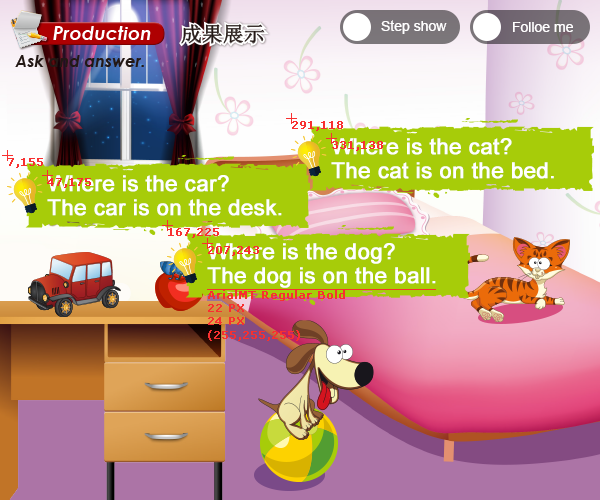 Production 成果展示
Step show
Folloe me
Ask and answer.
291,118
331,138
Where is the cat?
The cat is on the bed.
7,155
47,175
Where is the car?
The car is on the desk.
167,225
207,243
Where is the dog?
The dog is on the ball.
ArialMT Regular Bold
22 PX
24 PX
(255,255,255)